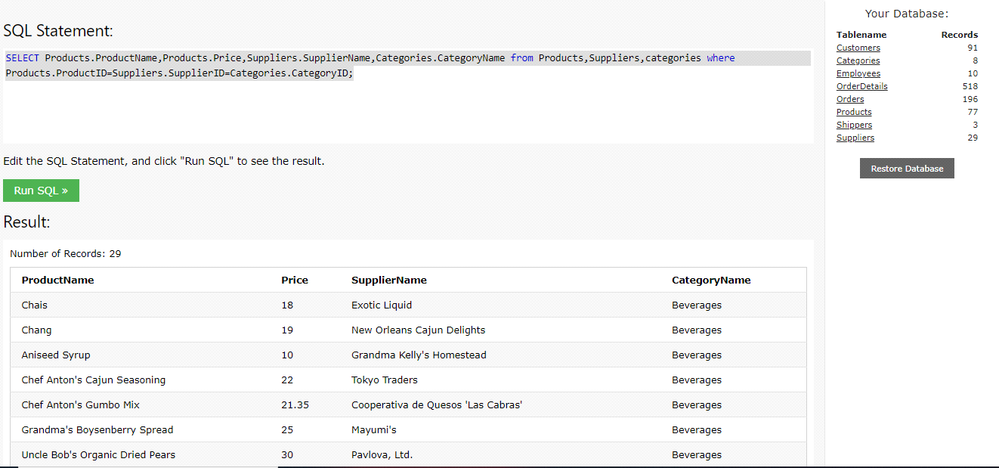 SQL Statement:
SELECT Products.ProductName,Products.Price,Suppliers.SupplierName,Categories.CategoryName from Products,Suppliers,categories where
Products.ProductID=Suppliers.SupplierID=Categories.CategoryID;
Edit the SQL Statement, and click "Run SQL" to see the result.
Run SQL »
Result:
Number of Records: 29
ProductName Price SupplierName CategoryName
Chais 18 Exotic Liquid Beverages
Chang 19 New Orleans Cajun Delights Beverages
Aniseed Syrup 10 Grandma Kelly's Homestead Beverages
Chef Anton's Cajun Seasoning 22 Tokyo Traders Beverages
Chef Anton's Gumbo Mix 21.35 Cooperativa de Quesos 'Las Cabras' Beverages
Grandma's Boysenberry Spread 25 Mayumi's Beverages
Uncle Bob's Organic Dried Pears 30 Pavlova, Ltd. Beverages
Your Database:
Tablename Records
Customers 91
Categories 8
Employees 10
OrderDetails 518
Orders 196
Products 77
Shippers 3
Suppliers 29
Restore Database